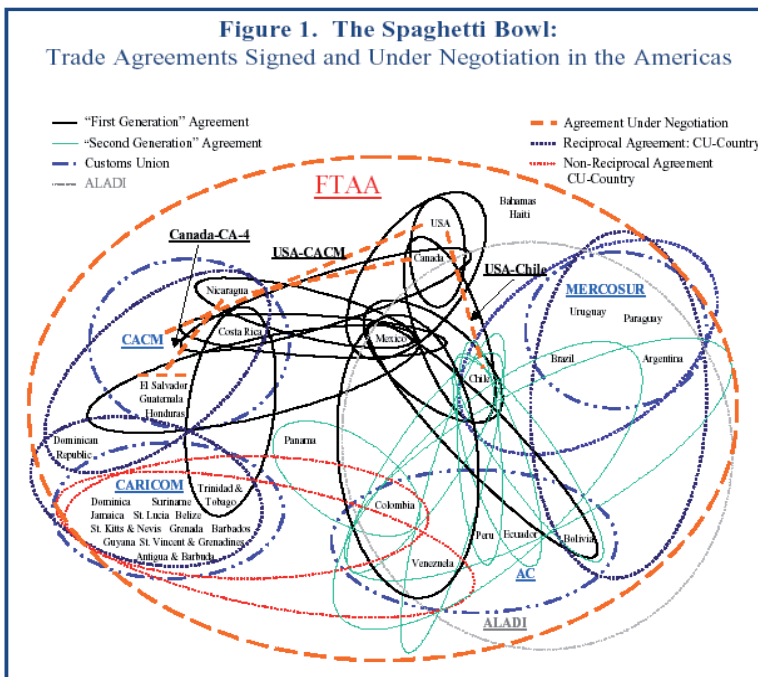 Figure 1. The Spaghetti Bowl:
Trade Agreements Signed and Under Negotiation in the Americas
"First Generation" Agreement
"Second Generation" Agreement
Customs Union
ALADI
Agreement Under Negotiation
Reciprocal Agreement: CU-Country
Non-Reciprocal Agreement
CU-Country
FTAA
Bahamas
Haiti
USA
Canada-CA-4
USA-CACM
Canada
USA-Chile
Nicaragua
MERCOSUR
Uruguay
Paraguay
CACM
Costa Rica
Mexico
Brazil
Argentina
Chile
El Salvador
Guatemala
Honduras
Dominican
Republic
Panama
CARICOM
Trinidad &
Tobago
Dominica Suriname
Jamaica St. Lucia Belize
St. Kitts & Nevis Grenada Barbados
Guyana St. Vincent & Grenadines
Antigua & Barbuda
Colombia
Peru
Ecuador
Bolivia
Venezuela
AC
ALADI